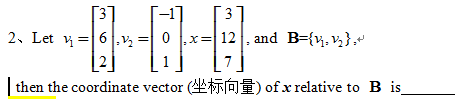 2、Let v₁ = [3 6 2], v₂ = [−1 0 1], x = [3 12 7], and B={v₁,v₂},↵
then the coordinate vector (坐标向量) of x relative to B is______